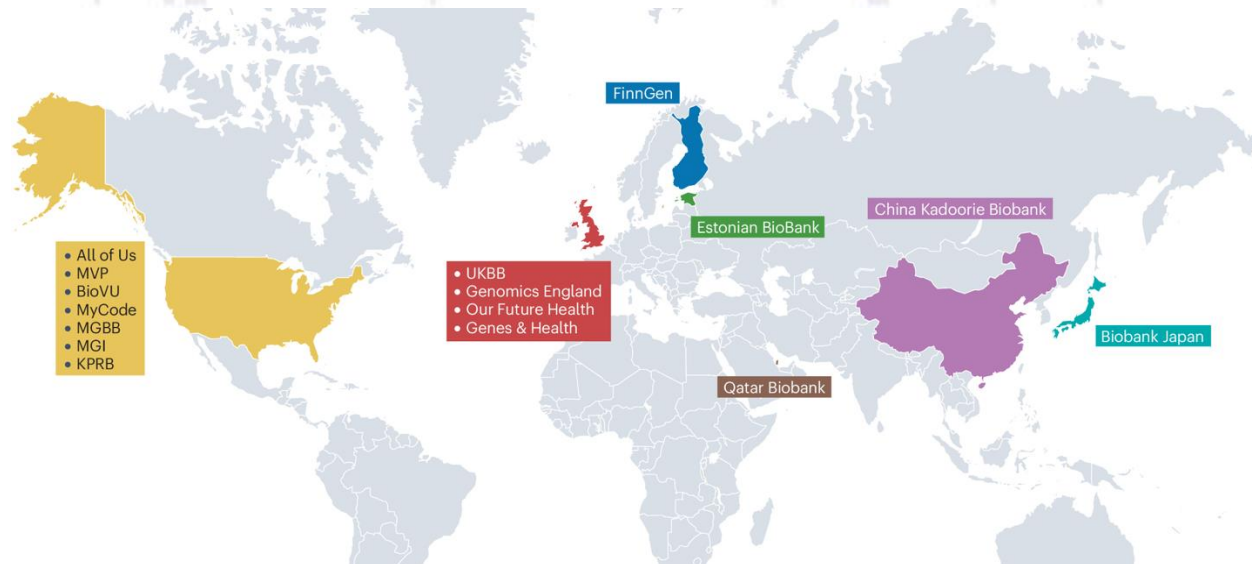 FinnGen
China Kadoorie Biobank
Estonian BioBank
• All of Us
• MVP
• BioVU
• MyCode
• MGBB
• MGI
• KPRB
• UKBB
• Genomics England
• Our Future Health
• Genes & Health
Biobank Japan
Qatar Biobank